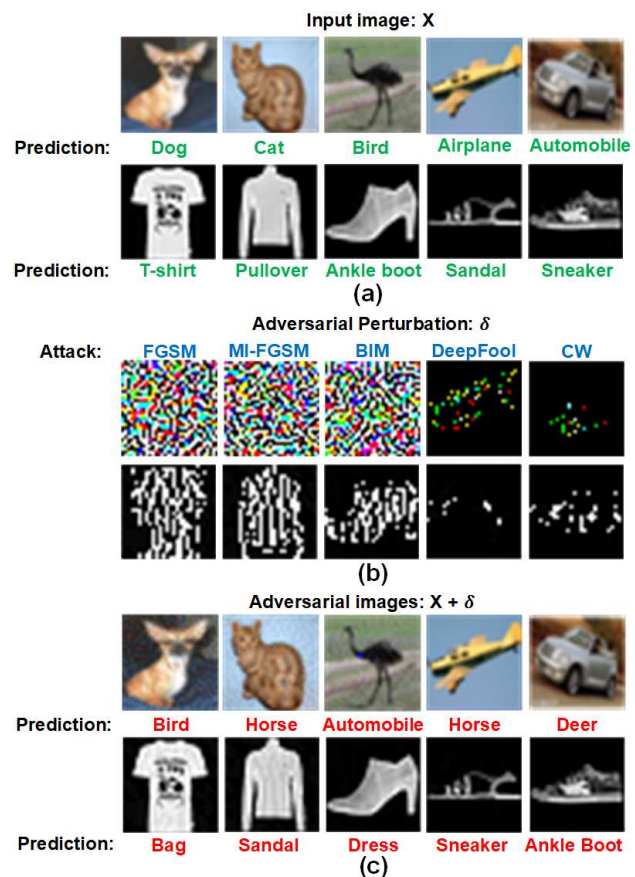 Input image: X
Prediction: Dog Cat Bird Airplane Automobile
Prediction: T-shirt Pullover Ankle boot Sandal Sneaker
(a)
Adversarial Perturbation: δ
Attack: FGSM MI-FGSM BIM DeepFool CW
(b)
Adversarial images: X + δ
Prediction: Bird Horse Automobile Horse Deer
Prediction: Bag Sandal Dress Sneaker Ankle Boot
(c)